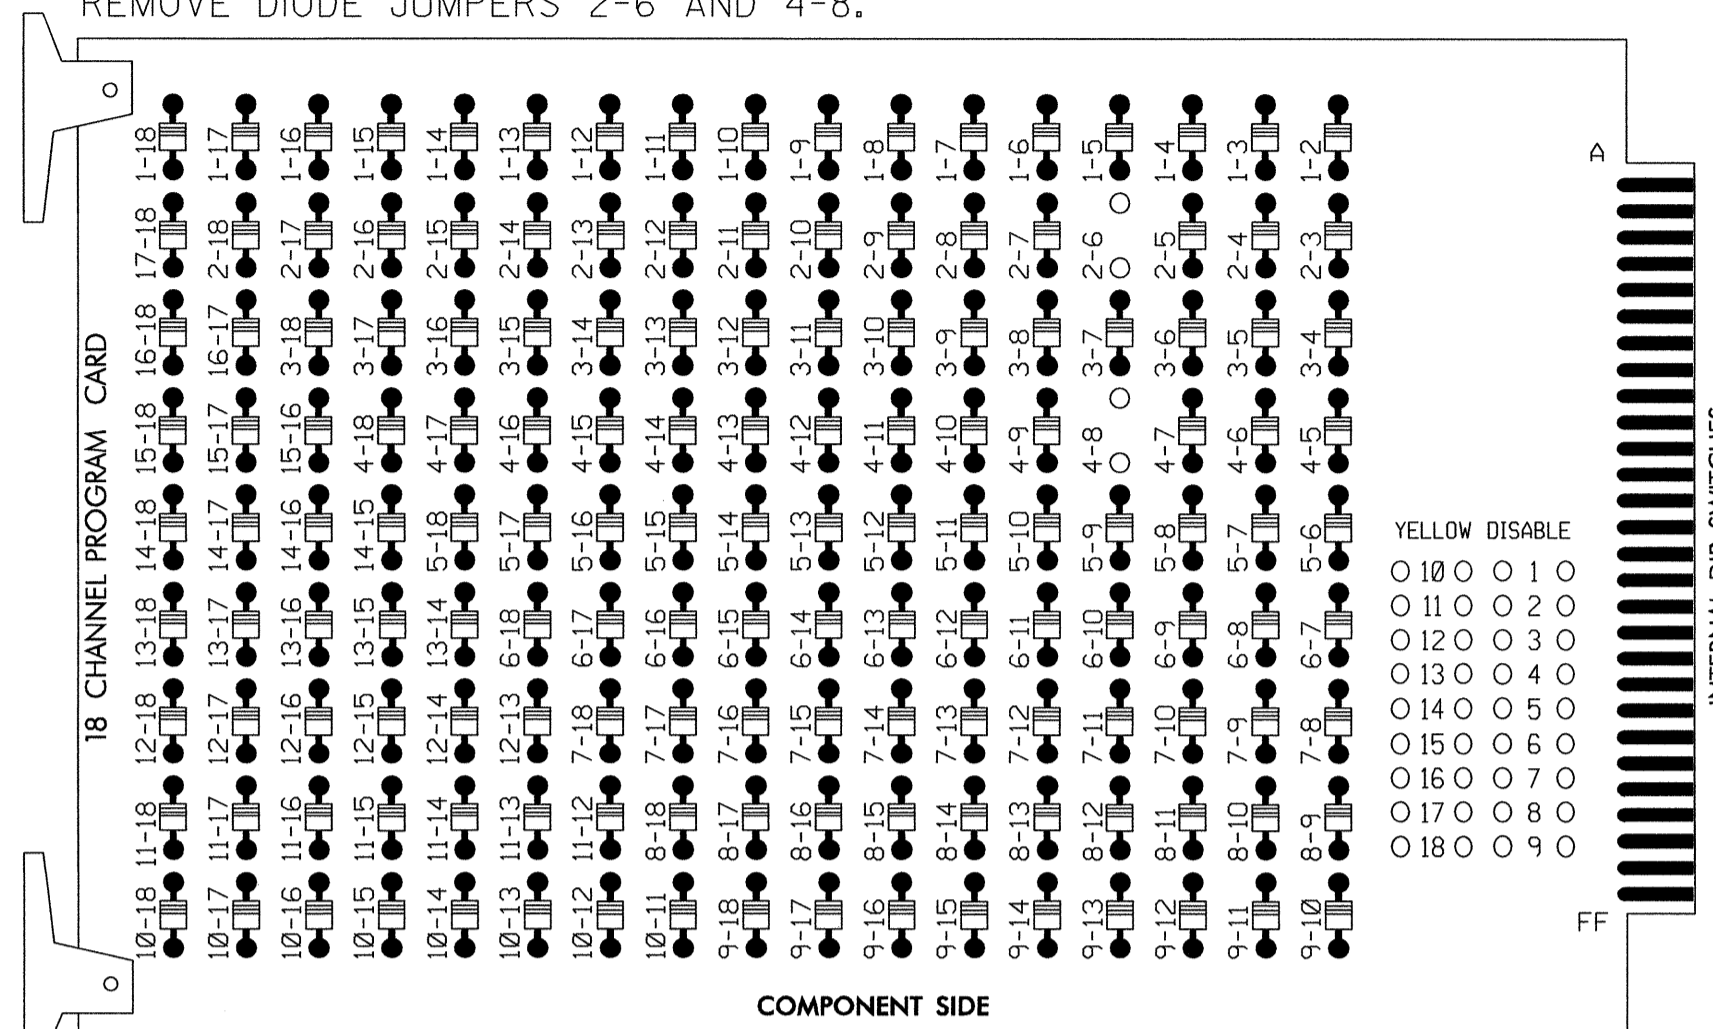 REMOVE DIODE JUMPERS 2-6 AND 4-8.
18 CHANNEL PROGRAM CARD
1-18 1-17 1-16 1-15 1-14 1-13 1-12 1-11 1-10 1-9 1-8 1-7 1-6 1-5 1-4 1-3 1-2
A
17-18 2-18 2-17 2-16 2-15 2-14 2-13 2-12 2-11 2-10 2-9 2-8 2-7 2-6 2-5 2-4 2-3
16-18 16-17 3-18 3-17 3-16 3-15 3-14 3-13 3-12 3-11 3-10 3-9 3-8 3-7 3-6 3-5 3-4
15-18 15-17 15-16 4-18 4-17 4-16 4-15 4-14 4-13 4-12 4-11 4-10 4-9 4-8 4-7 4-6 4-5
14-18 14-17 14-16 14-15 5-18 5-17 5-16 5-15 5-14 5-13 5-12 5-11 5-10 5-9 5-8 5-7 5-6
13-18 13-17 13-16 13-15 13-14 6-18 6-17 6-16 6-15 6-14 6-13 6-12 6-11 6-10 6-9 6-8 6-7
12-18 12-17 12-16 12-15 12-14 12-13 7-18 7-17 7-16 7-15 7-14 7-13 7-12 7-11 7-10 7-9 7-8
11-18 11-17 11-16 11-15 11-14 11-13 11-12 8-18 8-17 8-16 8-15 8-14 8-13 8-12 8-11 8-10 8-9
10-18 10-17 10-16 10-15 10-14 10-13 10-12 10-11 9-18 9-17 9-16 9-15 9-14 9-13 9-12 9-11 9-10
YELLOW DISABLE
10 1
11 2
12 3
13 4
14 5
15 6
16 7
17 8
18 9
FF
COMPONENT SIDE